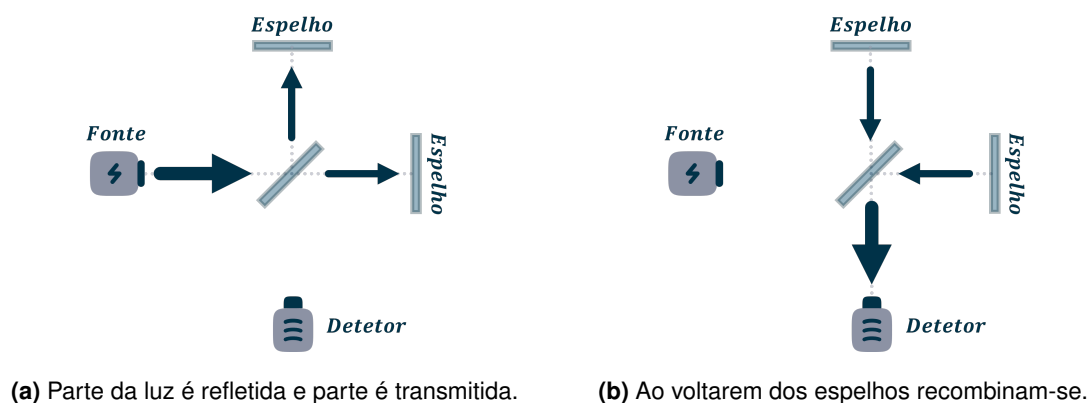 Espelho
Fonte
Espelho
Detetor
(a) Parte da luz é refletida e parte é transmitida.
Espelho
Fonte
Espelho
Detetor
(b) Ao voltarem dos espelhos recombinam-se.